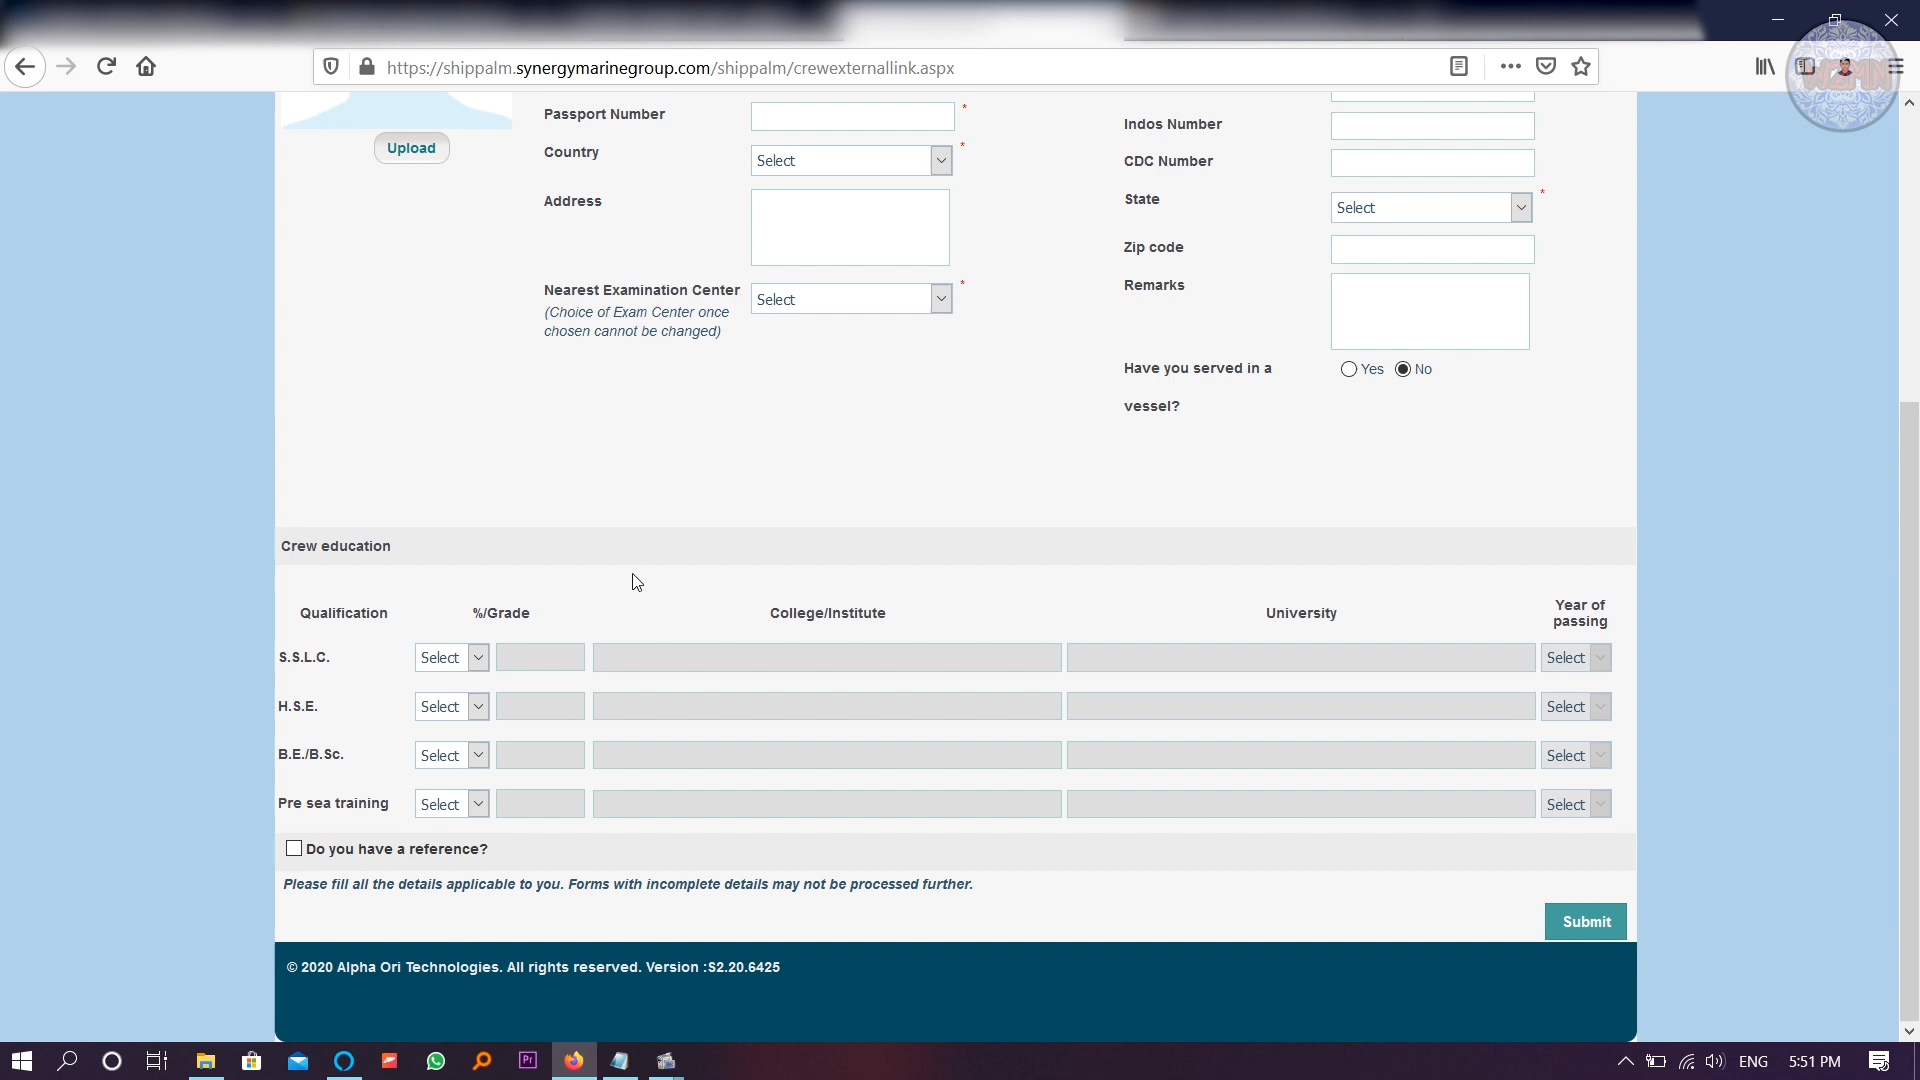 https://shippalm.synergymarinegroup.com/shippalm/crewexternallink.aspx
Upload
Passport Number *
Country Select *
Address
Nearest Examination Center Select *
(Choice of Exam Center once
chosen cannot be changed)
Indos Number
CDC Number
State Select *
Zip code
Remarks
Have you served in a Yes No
vessel?
Crew education
Qualification %/Grade College/Institute University Year of
passing
S.S.L.C. Select Select
H.S.E. Select Select
B.E./B.Sc. Select Select
Pre sea training Select Select
Do you have a reference?
Please fill all the details applicable to you. Forms with incomplete details may not be processed further.
Submit
© 2020 Alpha Ori Technologies. All rights reserved. Version :S2.20.6425
Pr
ENG 5:51 PM